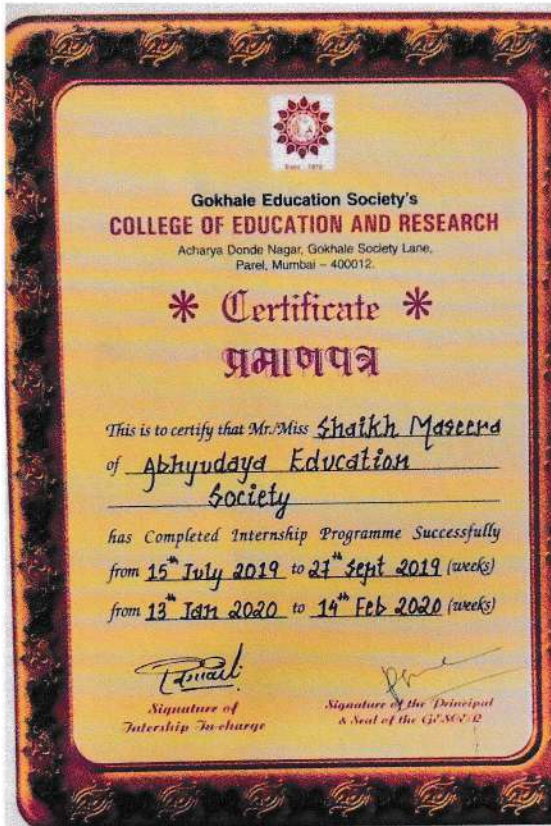 Gokhale Education Society's
COLLEGE OF EDUCATION AND RESEARCH
Acharya Donde Nagar, Gokhale Society Lane,
Parel, Mumbai – 400012.
* Certificate *
प्रमाणपत्र
This is to certify that Mr./Miss Shaikh Maseera
of Abhyudaya Education
Society
has Completed Internship Programme Successfully
from 15th July 2019 to 27th Sept 2019 (weeks)
from 13th Jan 2020 to 14th Feb 2020 (weeks)
Signature of
Intership In-charge
Signature of the Principal
& Seal of the